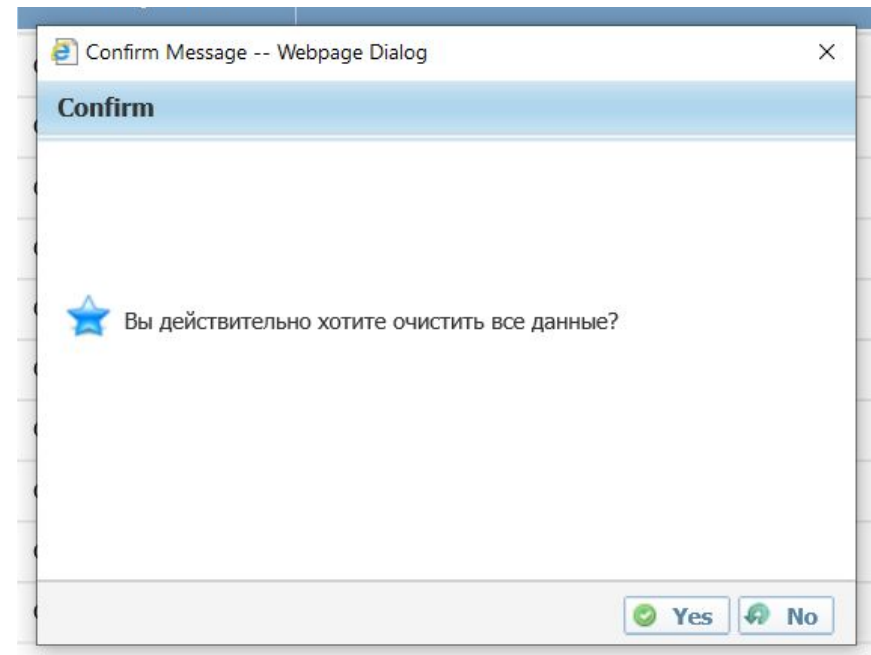 Confirm Message -- Webpage Dialog
Confirm
Вы действительно хотите очистить все данные?
Yes
No